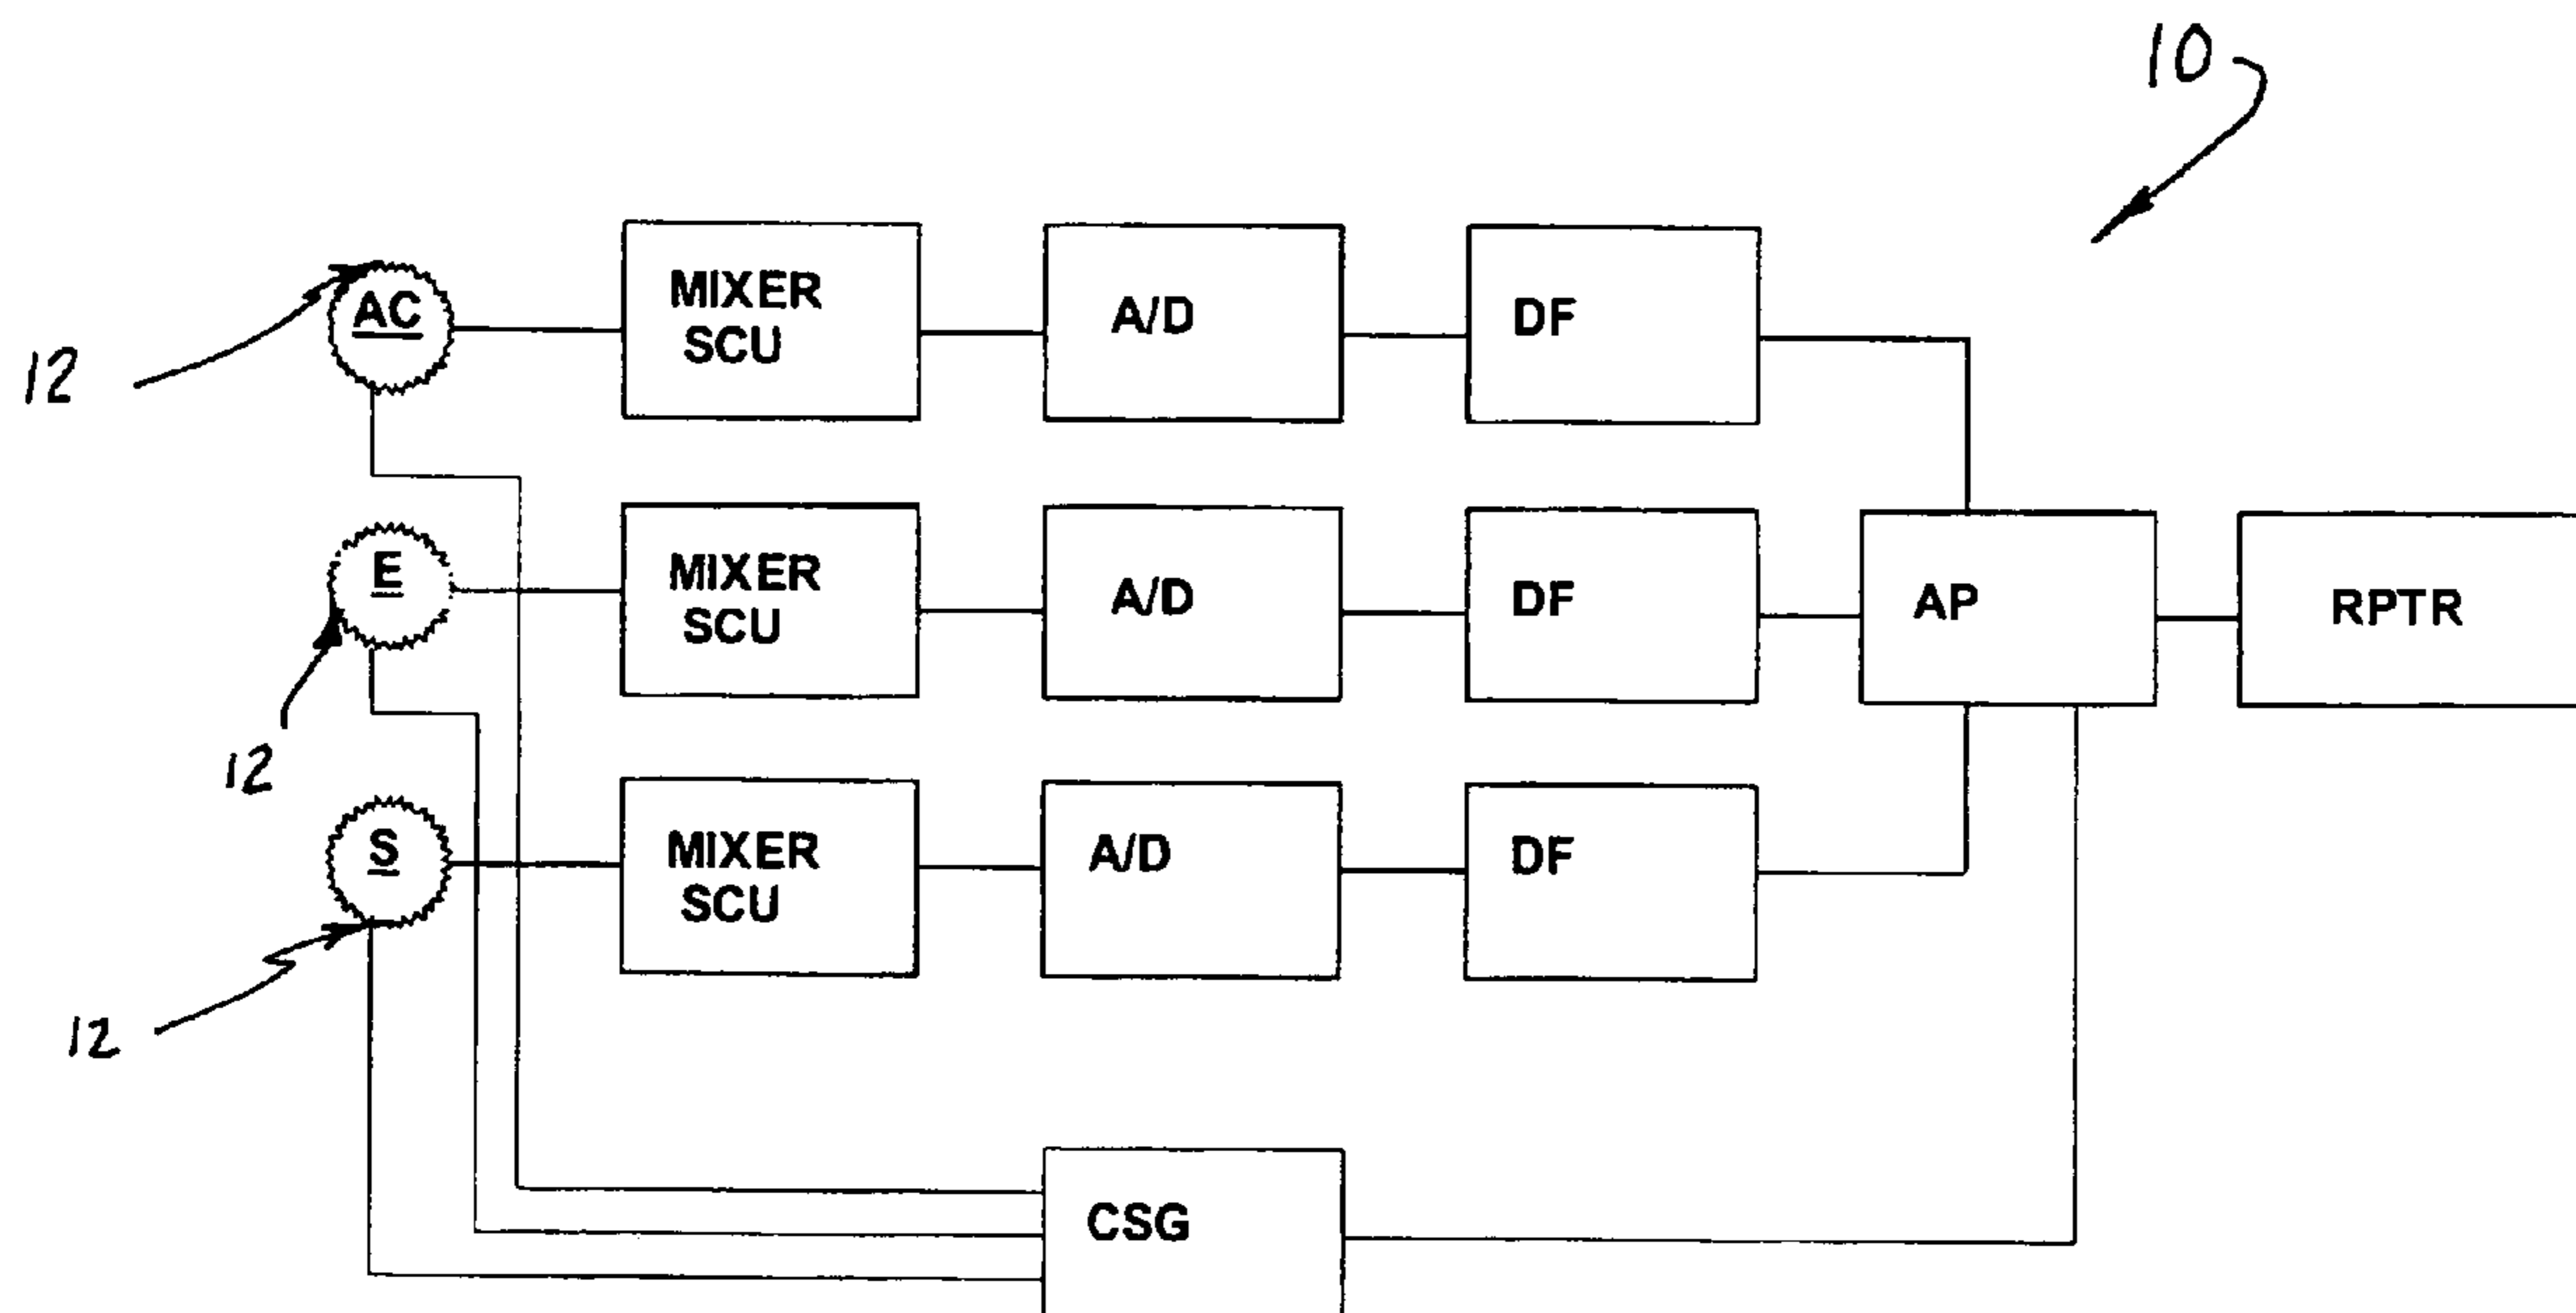 10
12
AC
MIXER
SCU
A/D
DF
12
E
MIXER
SCU
A/D
DF
AP
RPTR
12
S
MIXER
SCU
A/D
DF
CSG